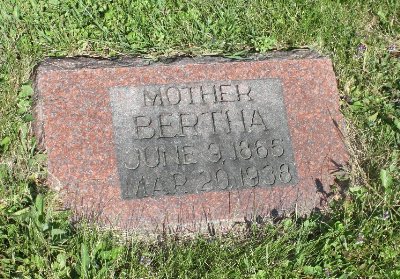 MOTHER
BERTHA
JUNE 9, 1865
MAR. 20, 1938